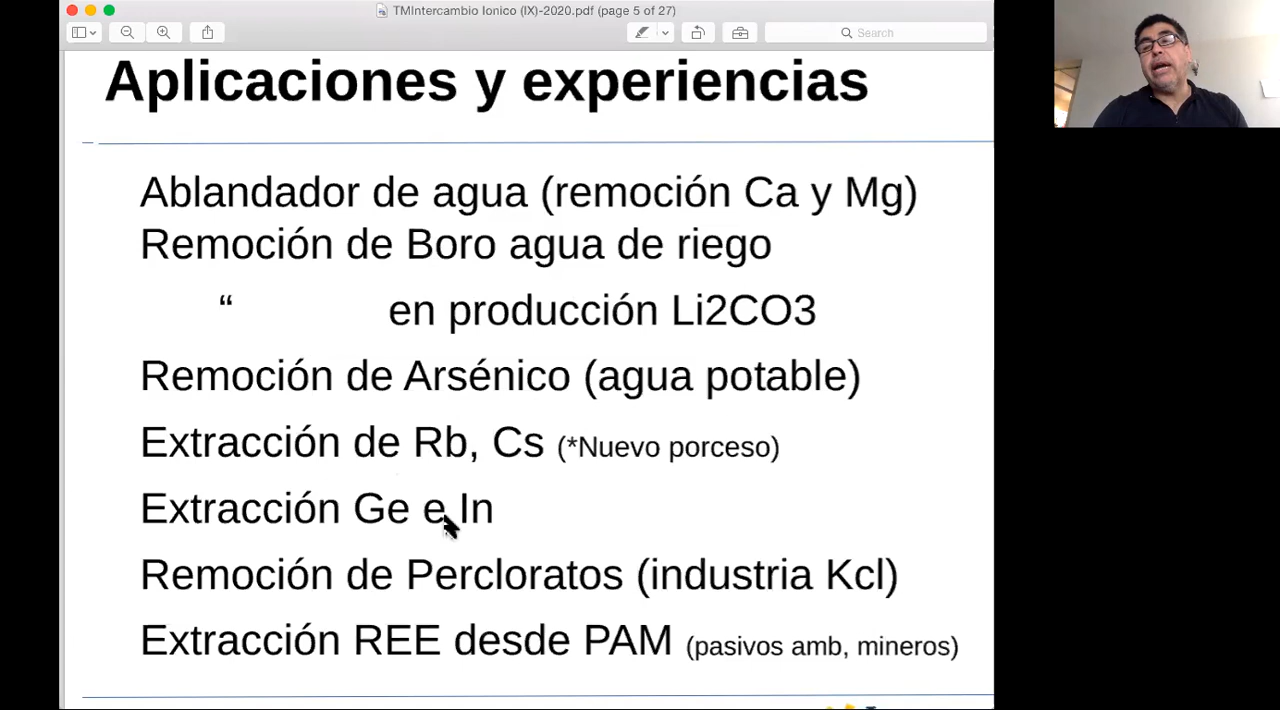 TMIntercambio Ionico (IX)-2020.pdf (page 5 of 27)
Search
Aplicaciones y experiencias
Ablandador de agua (remoción Ca y Mg)
Remoción de Boro agua de riego
“ en producción Li2CO3
Remoción de Arsénico (agua potable)
Extracción de Rb, Cs (*Nuevo porceso)
Extracción Ge e In
Remoción de Percloratos (industria Kcl)
Extracción REE desde PAM (pasivos amb, mineros)